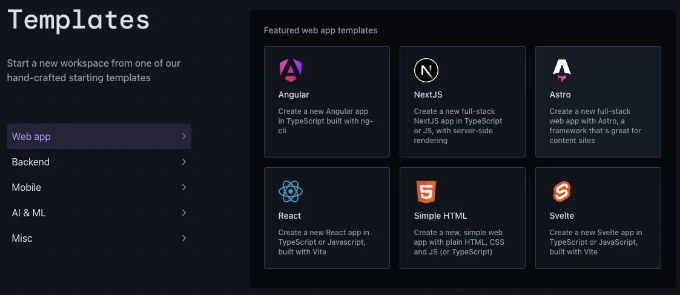 Templates
Start a new workspace from one of our
hand-crafted starting templates
Web app
Backend
Mobile
AI & ML
Misc
Featured web app templates
Angular
Create a new Angular app
in TypeScript built with ng-
cli
NextJS
Create a new full-stack
NextJS app in TypeScript
or JS, with server-side
rendering
Astro
Create a new full-stack
web app with Astro, a
framework that's great for
content sites
React
Create a new React app in
TypeScript or Javascript,
built with Vite
Simple HTML
Create a new, simple web
app with plain HTML, CSS
and JS (or TypeScript)
Svelte
Create a new Svelte app in
TypeScript or JavaScript,
built with Vite